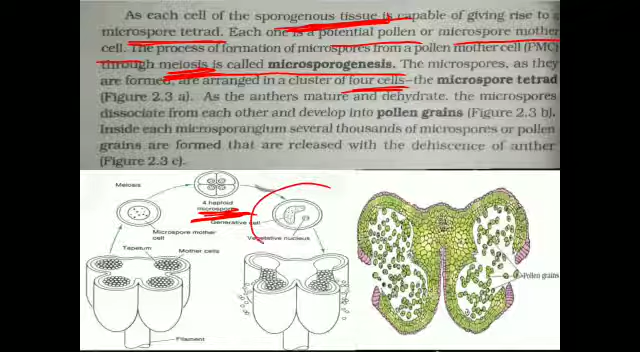 As each cell of the sporogenous tissue is capable of giving rise to a
microspore tetrad. Each one is a potential pollen or microspore mother
cell. The process of formation of microspores from a pollen mother cell (PMC)
through meiosis is called microsporogenesis. The microspores, as they
are formed, are arranged in a cluster of four cells–the microspore tetrad
(Figure 2.3 a). As the anthers mature and dehydrate, the microspores
dissociate from each other and develop into pollen grains (Figure 2.3 b).
Inside each microsporangium several thousands of microspores or pollen
grains are formed that are released with the dehiscence of anther
(Figure 2.3 c).
Meiosis
4 haploid
microspores
Generative cell
Microspore mother
cell
Vegetative nucleus
Tapetum
Mother cells
Filament
Pollen grains